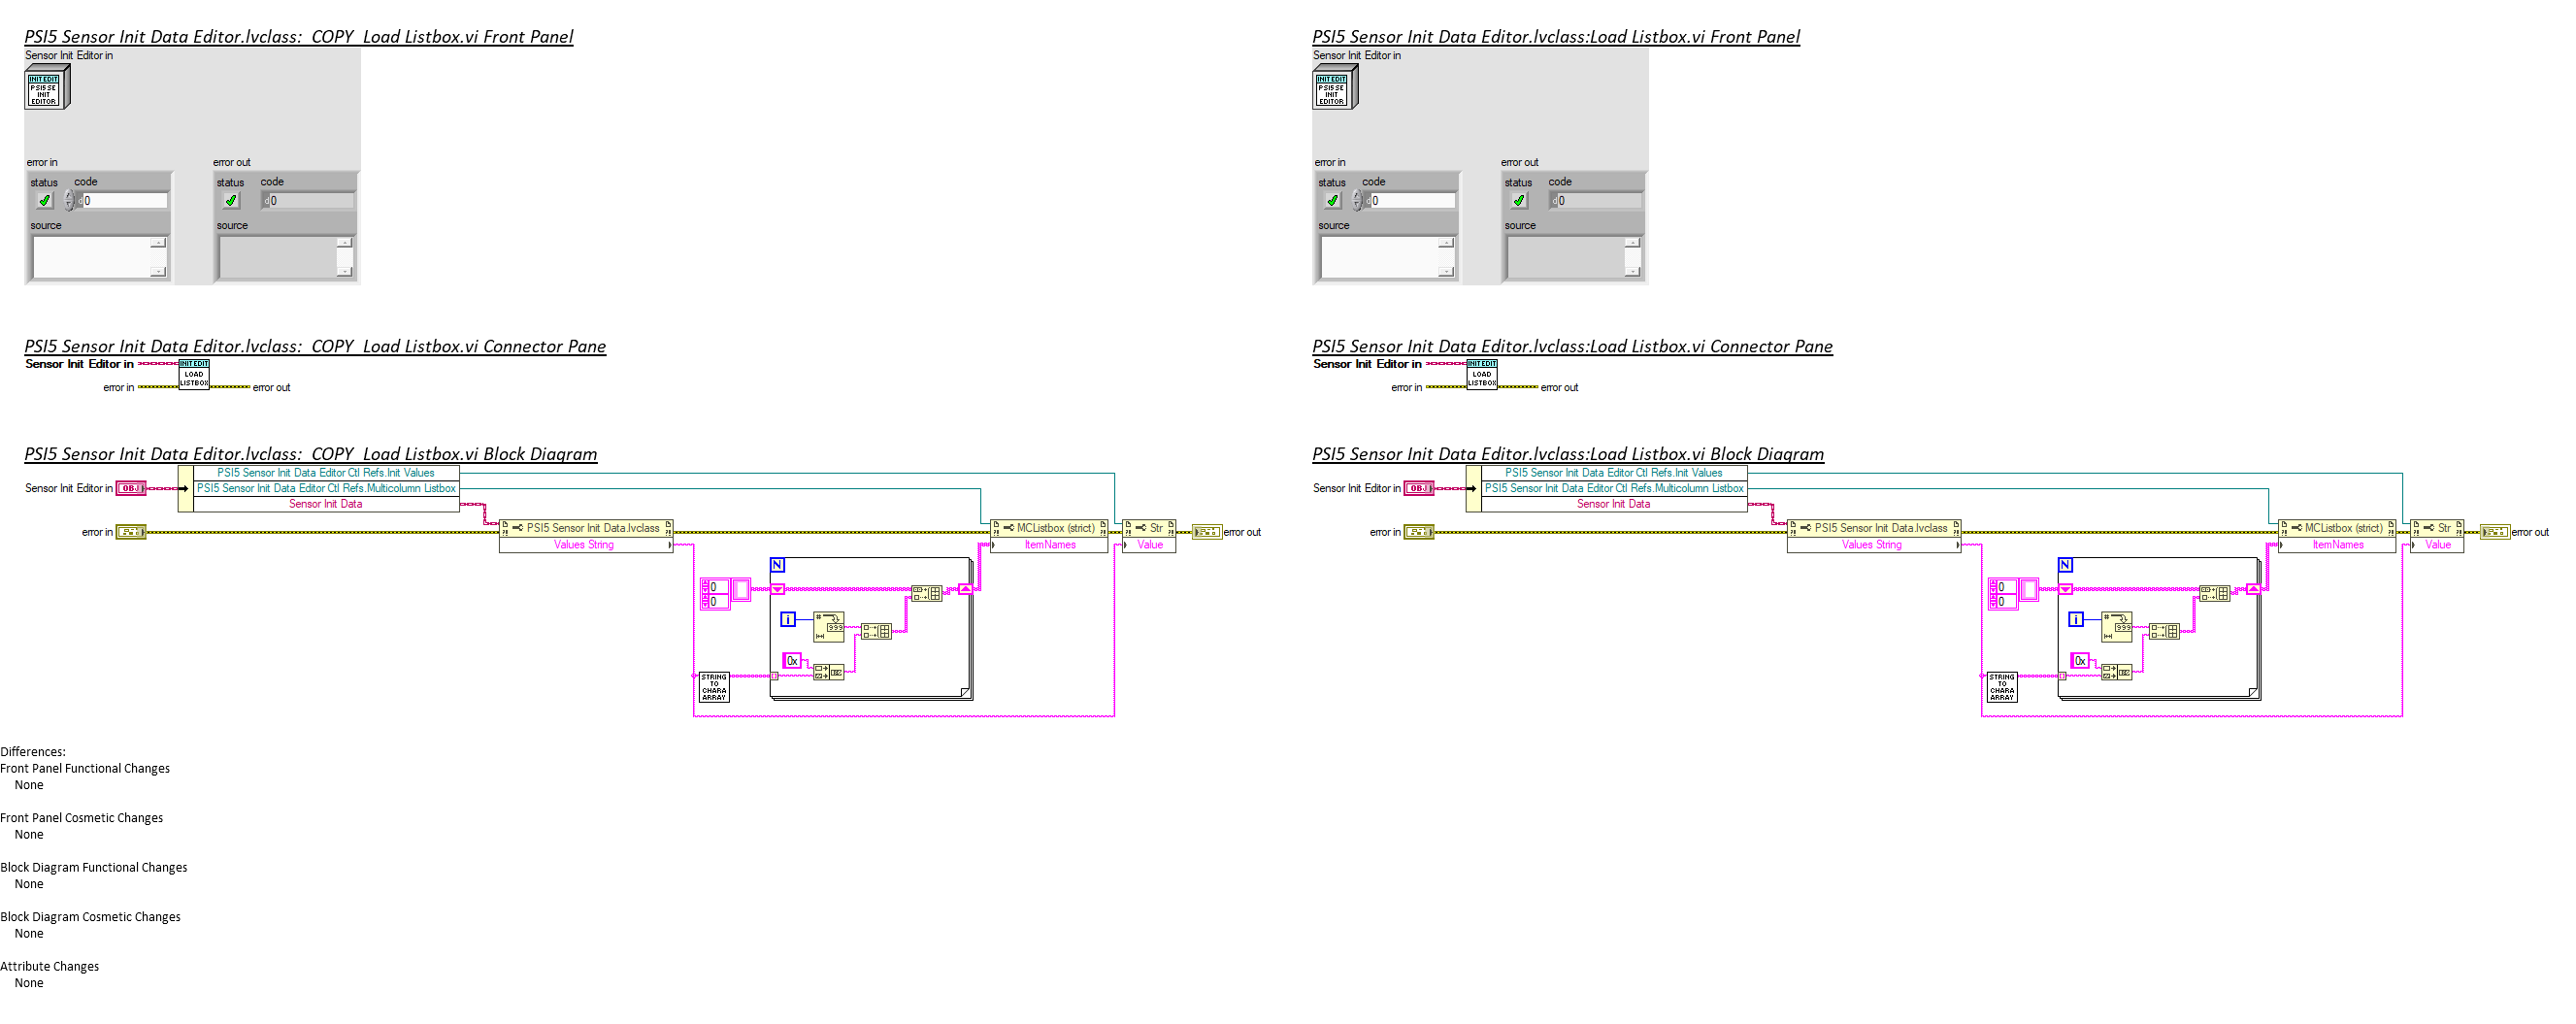 PSI5 Sensor Init Data Editor.lvclass:  COPY  Load Listbox.vi Front Panel
Sensor Init Editor in
INIT EDIT
PSI5 SE
INIT
EDITOR
error in
error out
status code
0
status code
0
source
source
PSI5 Sensor Init Data Editor.lvclass:  COPY  Load Listbox.vi Connector Pane
Sensor Init Editor in
INIT EDIT
LOAD
LISTBOX
error in
error out
PSI5 Sensor Init Data Editor.lvclass:  COPY  Load Listbox.vi Block Diagram
PSI5 Sensor Init Data Editor Ctl Refs.Init Values
Sensor Init Editor in
OBJ
PSI5 Sensor Init Data Editor Ctl Refs.Multicolumn Listbox
Sensor Init Data
error in
PSI5 Sensor Init Data.lvclass
MCListbox (strict)
Str
error out
Values String
ItemNames
Value
N
0
0
i
#
999
0x
STRING
TO
CHARA
ARRAY
PSI5 Sensor Init Data Editor.lvclass:Load Listbox.vi Front Panel
Sensor Init Editor in
INIT EDIT
PSI5 SE
INIT
EDITOR
error in
error out
status code
0
status code
0
source
source
PSI5 Sensor Init Data Editor.lvclass:Load Listbox.vi Connector Pane
Sensor Init Editor in
INIT EDIT
LOAD
LISTBOX
error in
error out
PSI5 Sensor Init Data Editor.lvclass:Load Listbox.vi Block Diagram
PSI5 Sensor Init Data Editor Ctl Refs.Init Values
Sensor Init Editor in
OBJ
PSI5 Sensor Init Data Editor Ctl Refs.Multicolumn Listbox
Sensor Init Data
error in
PSI5 Sensor Init Data.lvclass
MCListbox (strict)
Str
error out
Values String
ItemNames
Value
N
0
0
i
#
999
0x
STRING
TO
CHARA
ARRAY
Differences:
Front Panel Functional Changes
None
Front Panel Cosmetic Changes
None
Block Diagram Functional Changes
None
Block Diagram Cosmetic Changes
None
Attribute Changes
None